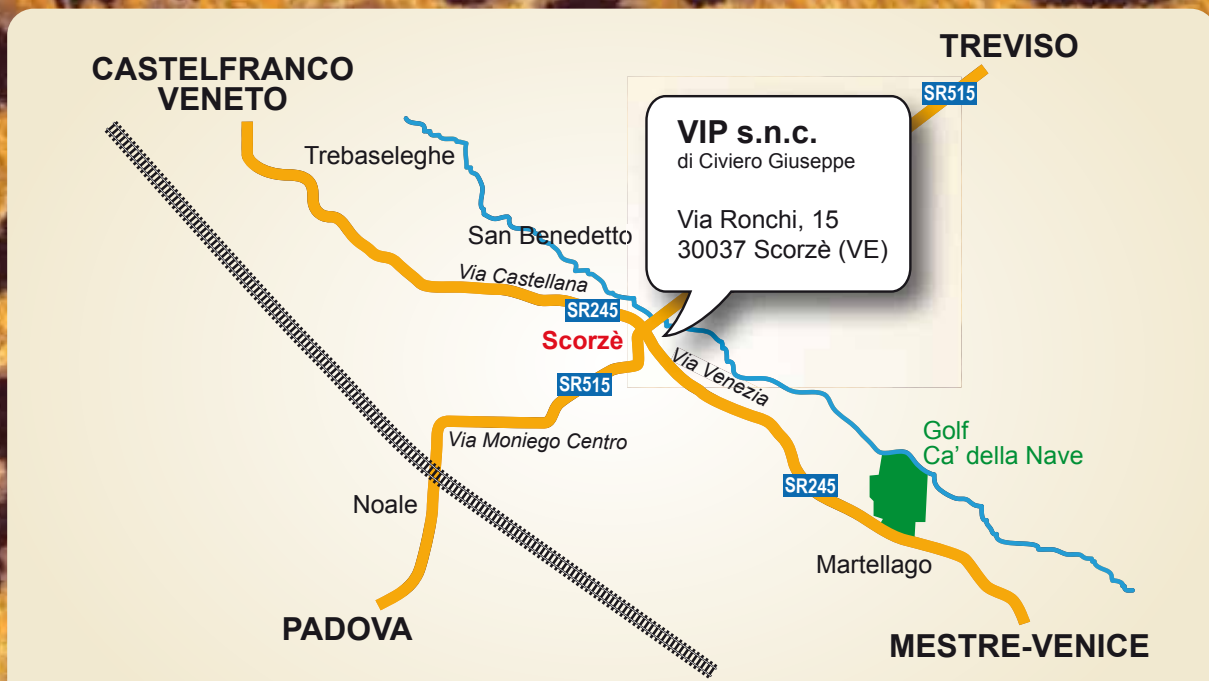 CASTELFRANCO
VENETO
TREVISO
SR515
VIP s.n.c.
di Civiero Giuseppe
Via Ronchi, 15
30037 Scorzè (VE)
Trebaseleghe
San Benedetto
Via Castellana
SR245
Scorzè
Via Venezia
SR515
Via Moniego Centro
Golf
Ca' della Nave
SR245
Noale
Martellago
PADOVA
MESTRE-VENICE